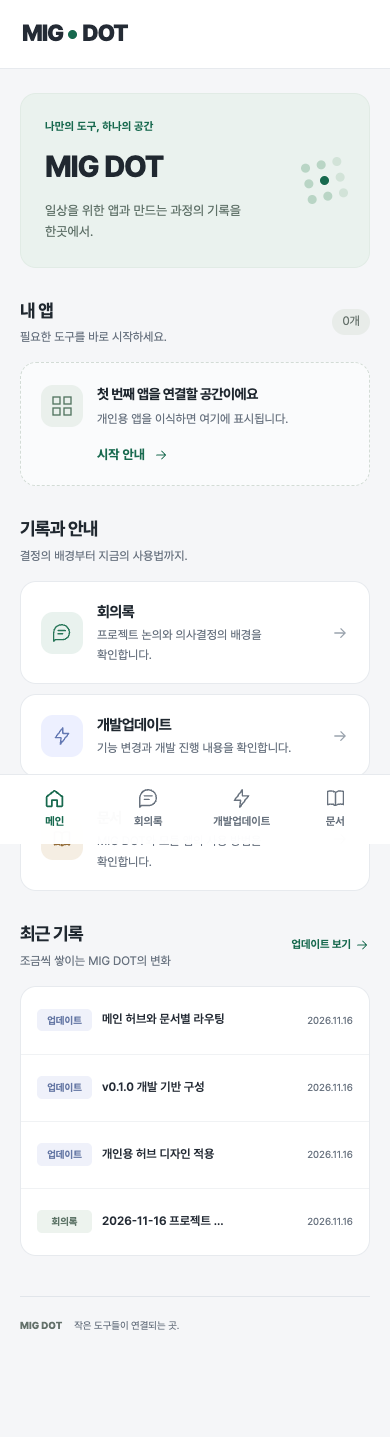 MIG DOT
나만의 도구, 하나의 공간
MIG DOT
일상을 위한 앱과 만드는 과정의 기록을
한곳에서.
내 앱
필요한 도구를 바로 시작하세요.
0개
첫 번째 앱을 연결할 공간이에요
개인용 앱을 이식하면 여기에 표시됩니다.
시작 안내
기록과 안내
결정의 배경부터 지금의 사용법까지.
회의록
프로젝트 논의와 의사결정의 배경을
확인합니다.
개발업데이트
기능 변경과 개발 진행 내용을 확인합니다.
메인
회의록
개발업데이트
문서
확인합니다.
최근 기록
조금씩 쌓이는 MIG DOT의 변화
업데이트 보기
업데이트 메인 허브와 문서별 라우팅 2026.11.16
업데이트 v0.1.0 개발 기반 구성 2026.11.16
업데이트 개인용 허브 디자인 적용 2026.11.16
회의록 2026-11-16 프로젝트 ... 2026.11.16
MIG DOT 작은 도구들이 연결되는 곳.